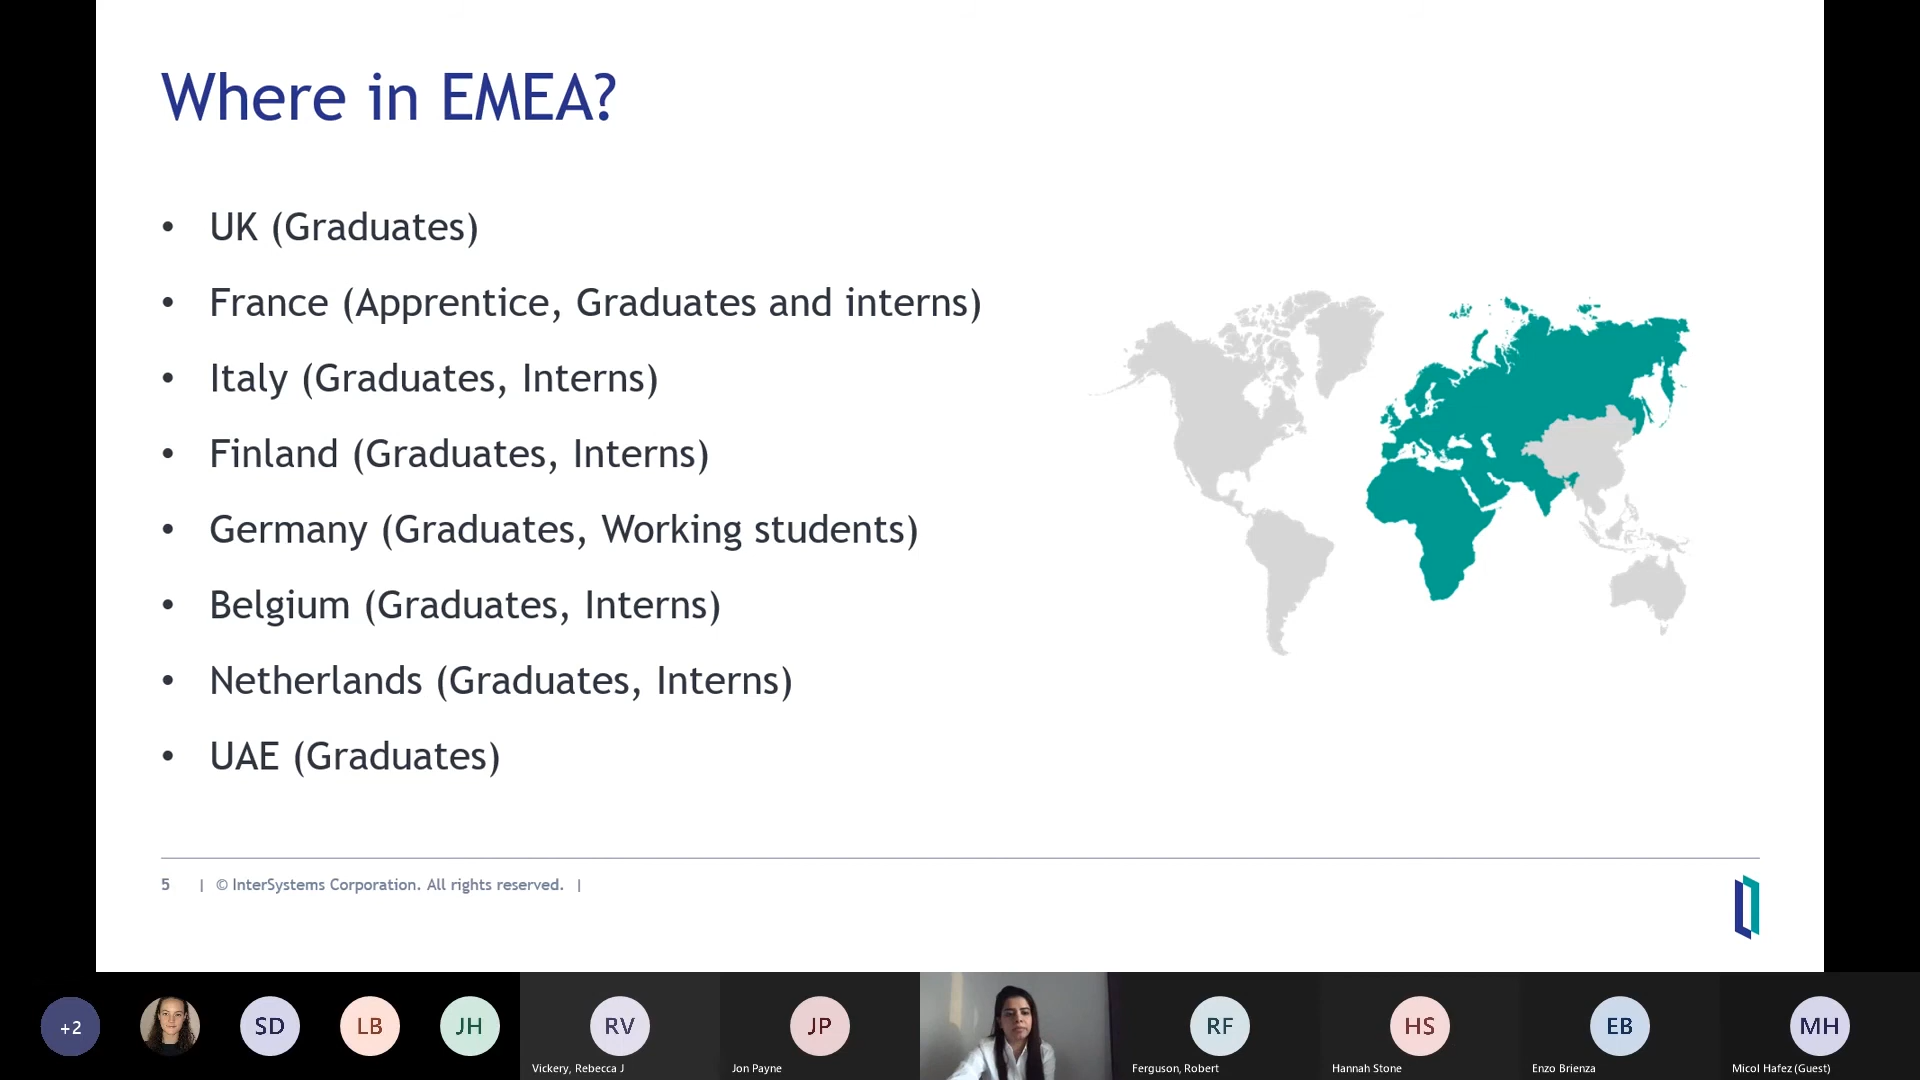 Where in EMEA?
• UK (Graduates)
• France (Apprentice, Graduates and interns)
• Italy (Graduates, Interns)
• Finland (Graduates, Interns)
• Germany (Graduates, Working students)
• Belgium (Graduates, Interns)
• Netherlands (Graduates, Interns)
• UAE (Graduates)
5 | © InterSystems Corporation. All rights reserved. |
+2 SD LB JH RV JP RF HS EB MH
Vickery, Rebecca J Jon Payne Ferguson, Robert Hannah Stone Enzo Brienza Micol Hafez (Guest)